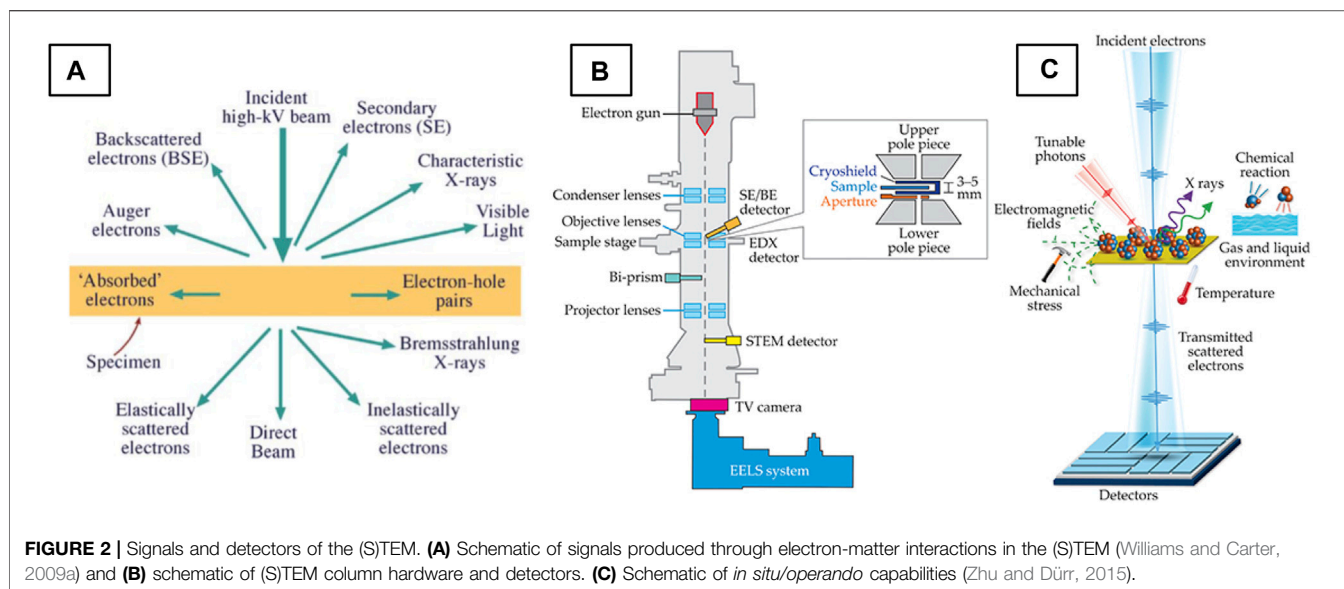 A
Incident
high-kV beam
Secondary
electrons (SE)
Backscattered
electrons (BSE)
Characteristic
X-rays
Auger
electrons
Visible
Light
'Absorbed'
electrons
Electron-hole
pairs
Specimen
Bremsstrahlung
X-rays
Elastically
scattered
electrons
Direct
Beam
Inelastically
scattered
electrons
B
Electron gun
Condenser lenses
Objective lenses
Sample stage
Bi-prism
Projector lenses
SE/BE
detector
EDX
detector
STEM detector
TV camera
EELS system
Upper
pole piece
Cryoshield
Sample
Aperture
3–5
mm
Lower
pole piece
C
Incident electrons
Tunable
photons
X rays
Chemical
reaction
Electromagnetic
fields
Gas and liquid
environment
Mechanical
stress
Temperature
Transmitted
scattered
electrons
Detectors
FIGURE 2 | Signals and detectors of the (S)TEM. (A) Schematic of signals produced through electron-matter interactions in the (S)TEM (Williams and Carter,
2009a) and (B) schematic of (S)TEM column hardware and detectors. (C) Schematic of in situ/operando capabilities (Zhu and Dürr, 2015).